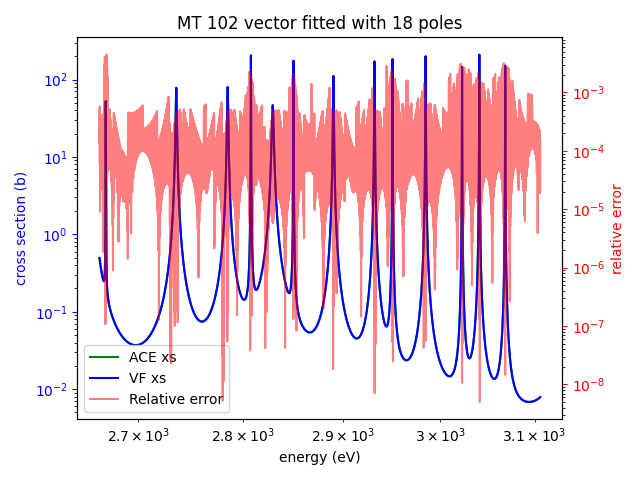 MT 102 vector fitted with 18 poles
10²
10¹
10⁰
10⁻¹
10⁻²
cross section (b)
10⁻³
10⁻⁴
10⁻⁵
10⁻⁶
10⁻⁷
10⁻⁸
relative error
ACE xs
VF xs
Relative error
2.7 × 10³ 2.8 × 10³ 2.9 × 10³ 3 × 10³ 3.1 × 10³
energy (eV)